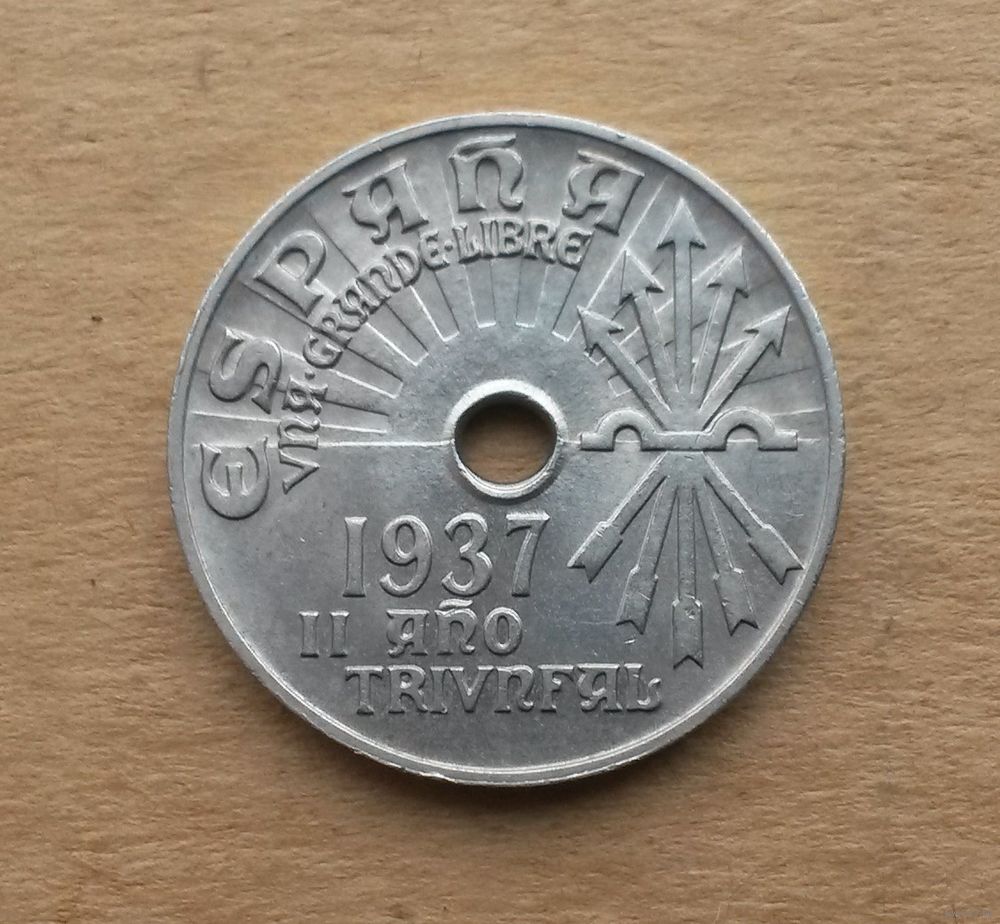 ESPAÑA
VNA·GRANDE·LIBRE
1937
II AÑO
TRIVNFAL